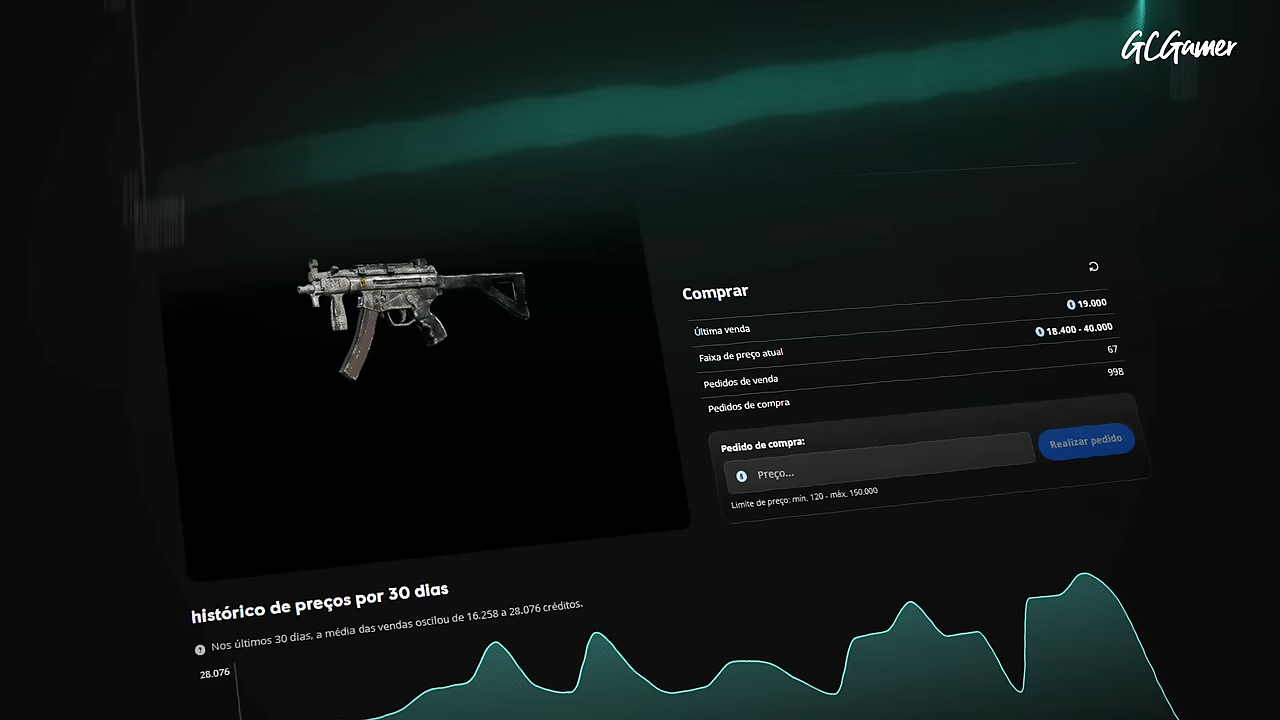 GCGamer
Comprar
Última venda 19.000
Faixa de preço atual 18.400 - 40.000
Pedidos de venda 67
Pedidos de compra 998
Pedido de compra:
Preço... Realizar pedido
Limite de preço: mín. 120 - máx. 150.000
histórico de preços por 30 dias
Nos últimos 30 dias, a média das vendas oscilou de 16.258 a 28.076 créditos.
28.076